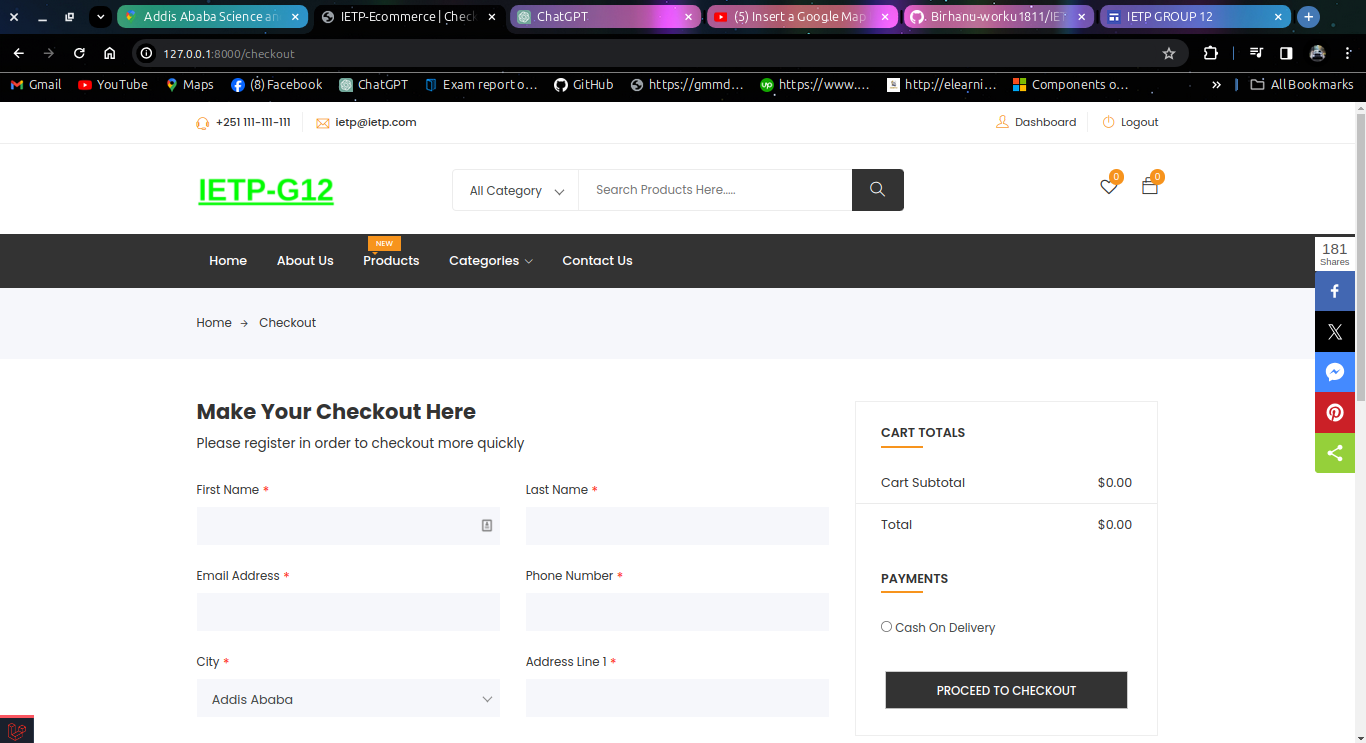 Addis Ababa Science an
IETP-Ecommerce | Chec
ChatGPT
(5) Insert a Google Map
Birhanu-worku1811/IET
IETP GROUP 12
127.0.0.1:8000/checkout
Gmail
YouTube
Maps
(8) Facebook
ChatGPT
Exam report o...
GitHub
https://gmmd...
https://www....
http://elearni...
Components o...
All Bookmarks
+251 111-111-111
ietp@ietp.com
Dashboard
Logout
IETP-G12
All Category
Search Products Here.....
0
0
NEW
Home
About Us
Products
Categories
Contact Us
181
Shares
Home
Checkout
Make Your Checkout Here
Please register in order to checkout more quickly
First Name *
Last Name *
Email Address *
Phone Number *
City *
Address Line 1 *
Addis Ababa
CART TOTALS
Cart Subtotal $0.00
Total $0.00
PAYMENTS
Cash On Delivery
PROCEED TO CHECKOUT